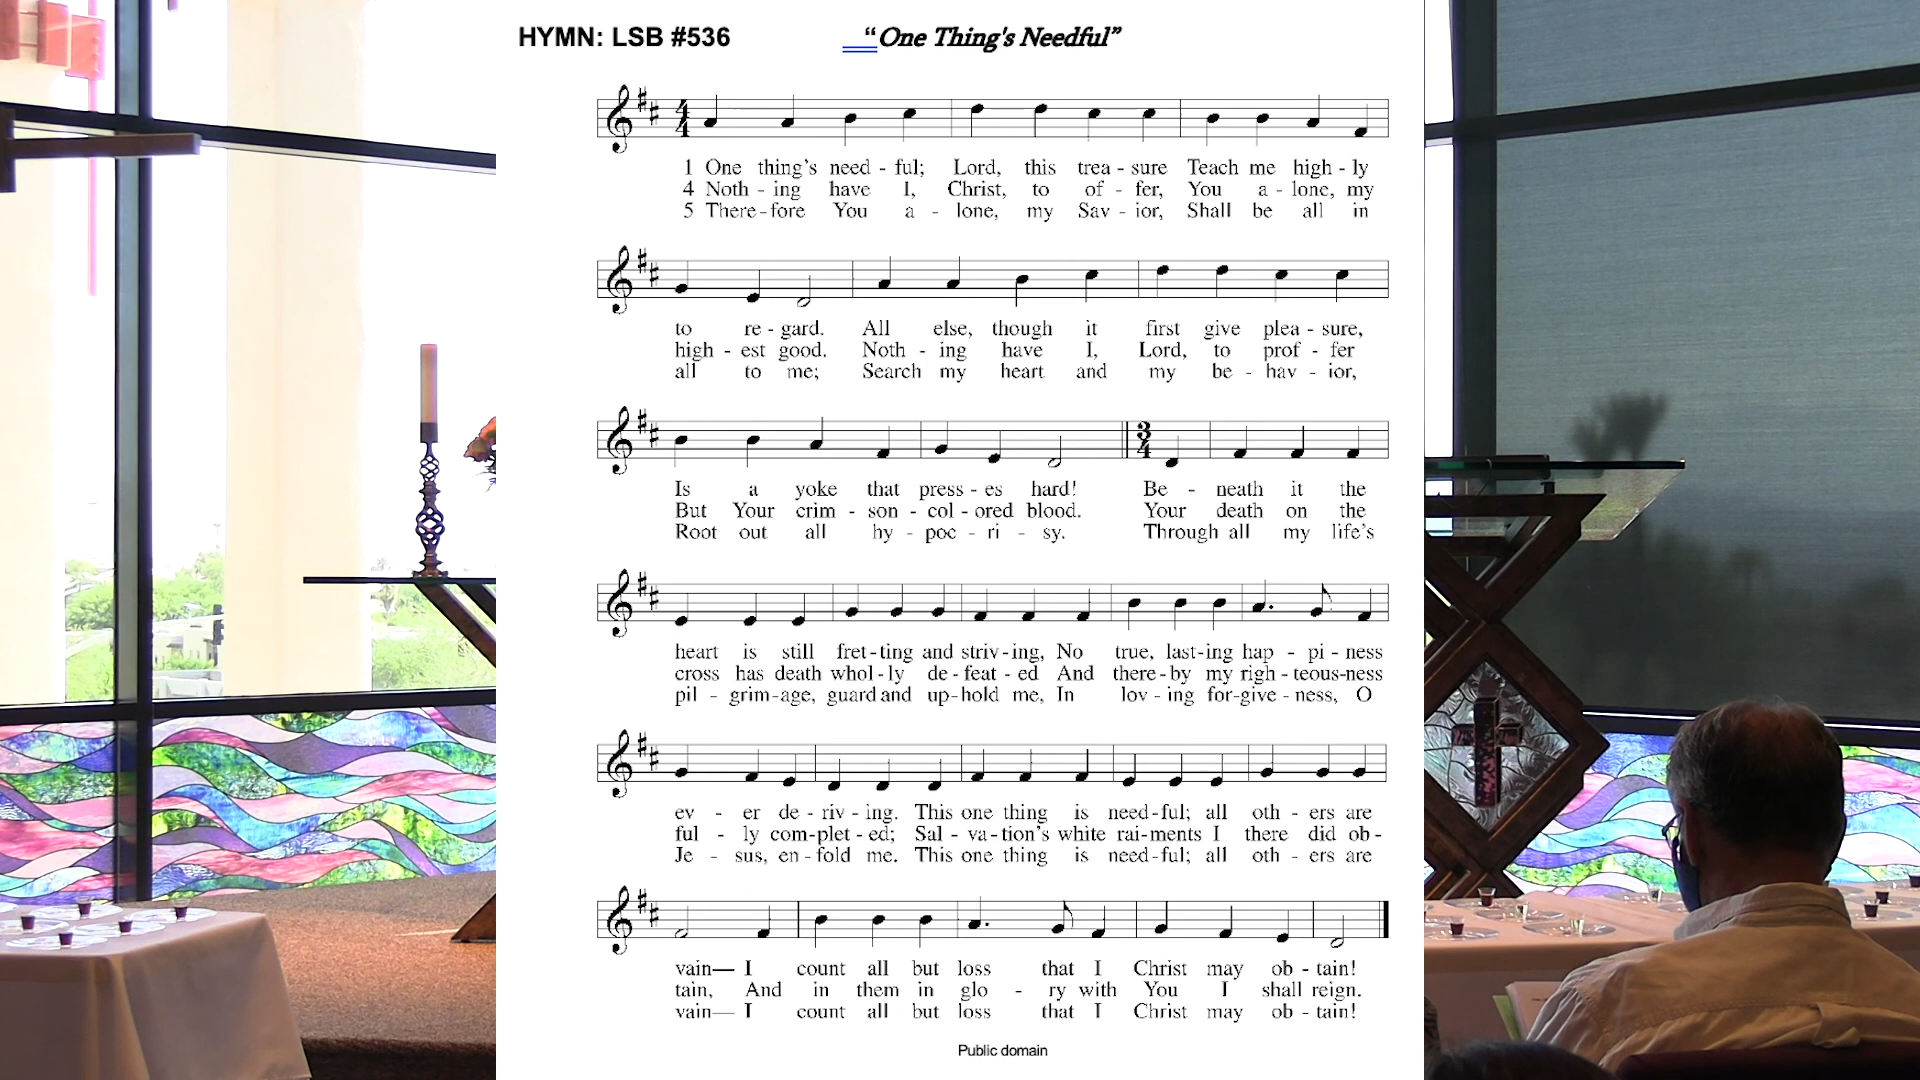 HYMN: LSB #536 “One Thing's Needful”
4 4
1 One thing’s need - ful; Lord, this trea - sure Teach me high - ly
4 Noth - ing have I, Christ, to of - fer, You a - lone, my
5 There - fore You a - lone, my Sav - ior, Shall be all in
to re - gard. All else, though it first give plea - sure,
high - est good. Noth - ing have I, Lord, to prof - fer
all to me; Search my heart and my be - hav - ior,
3 4
Is a yoke that press - es hard! Be - neath it the
But Your crim - son - col - ored blood. Your death on the
Root out all hy - poc - ri - sy. Through all my life’s
heart is still fret - ting and striv - ing, No true, last - ing hap - pi - ness
cross has death whol - ly de - feat - ed And there - by my righ - teous - ness
pil - grim - age, guard and up - hold me, In lov - ing for - give - ness, O
ev - er de - riv - ing. This one thing is need - ful; all oth - ers are
ful - ly com - plet - ed; Sal - va - tion’s white rai - ments I there did ob -
Je - sus, en - fold me. This one thing is need - ful; all oth - ers are
vain— I count all but loss that I Christ may ob - tain!
tain, And in them in glo - ry with You I shall reign.
vain— I count all but loss that I Christ may ob - tain!
Public domain